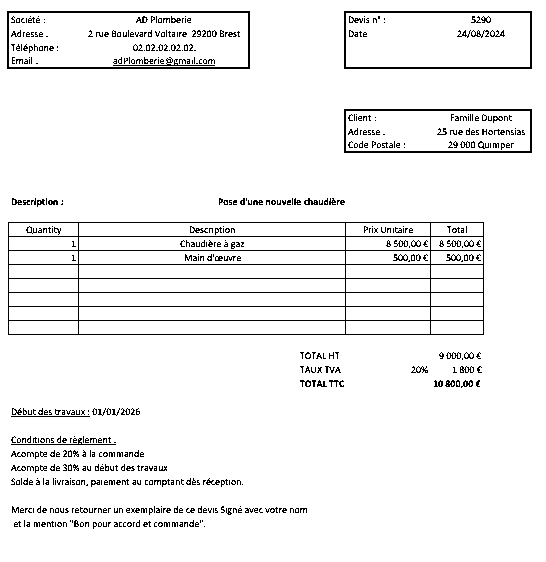 Société : AD Plomberie
Adresse . 2 rue Boulevard Voltaire 29200 Brest
Téléphone : 02.02.02.02.02.
Email . adPlomberie@gmail.com
Devis n° : 5290
Date 24/08/2024
Client : Famille Dupont
Adresse . 25 rue des Hortensias
Code Postale : 29 000 Quimper
Description : Pose d'une nouvelle chaudière
Quantity Description Prix Unitaire Total
1 Chaudière à gaz 8 500,00 € 8 500,00 €
1 Main d'œuvre 500,00 € 500,00 €
TOTAL HT 9 000,00 €
TAUX TVA 20% 1 800 €
TOTAL TTC 10 800,00 €
Début des travaux : 01/01/2026
Conditions de règlement .
Acompte de 20% à la commande
Acompte de 30% au début des travaux
Solde à la livraison, paiement au comptant dès réception.
Merci de nous retourner un exemplaire de ce devis Signé avec votre nom
et la mention "Bon pour accord et commande".